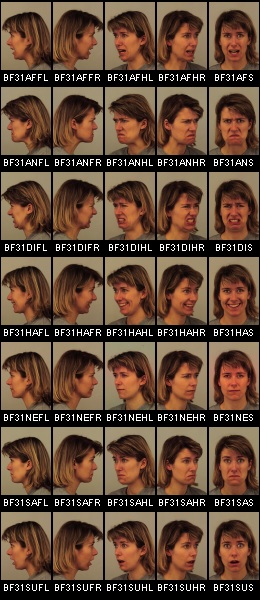 BF31AFFL BF31AFFR BF31AFHL BF31AFHR BF31AFS
BF31ANFL BF31ANFR BF31ANHL BF31ANHR BF31ANS
BF31DIFL BF31DIFR BF31DIHL BF31DIHR BF31DIS
BF31HAFL BF31HAFR BF31HAHL BF31HAHR BF31HAS
BF31NEFL BF31NEFR BF31NEHL BF31NEHR BF31NES
BF31SAFL BF31SAFR BF31SAHL BF31SAHR BF31SAS
BF31SUFL BF31SUFR BF31SUHL BF31SUHR BF31SUS